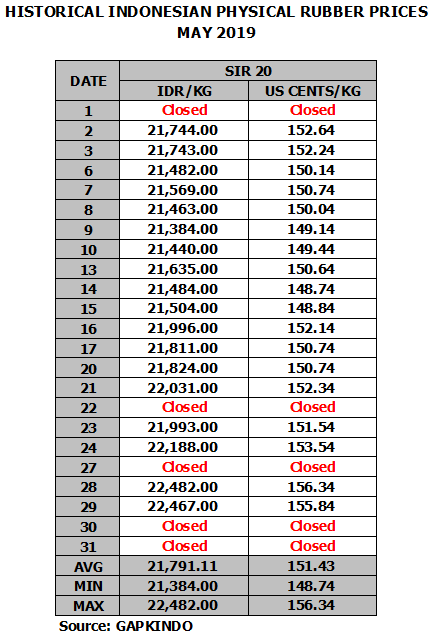 HISTORICAL INDONESIAN PHYSICAL RUBBER PRICES
MAY 2019
DATE SIR 20
IDR/KG US CENTS/KG
1 Closed Closed
2 21,744.00 152.64
3 21,743.00 152.24
6 21,482.00 150.14
7 21,569.00 150.74
8 21,463.00 150.04
9 21,384.00 149.14
10 21,440.00 149.44
13 21,635.00 150.64
14 21,484.00 148.74
15 21,504.00 148.84
16 21,996.00 152.14
17 21,811.00 150.74
20 21,824.00 150.74
21 22,031.00 152.34
22 Closed Closed
23 21,993.00 151.54
24 22,188.00 153.54
27 Closed Closed
28 22,482.00 156.34
29 22,467.00 155.84
30 Closed Closed
31 Closed Closed
AVG 21,791.11 151.43
MIN 21,384.00 148.74
MAX 22,482.00 156.34
Source: GAPKINDO